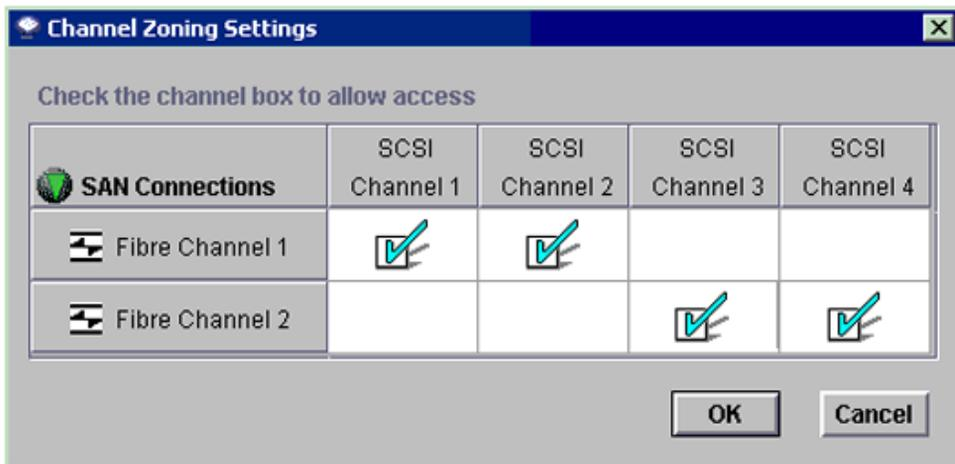 Channel Zoning Settings
Check the channel box to allow access
SAN Connections
SCSI Channel 1
SCSI Channel 2
SCSI Channel 3
SCSI Channel 4
Fibre Channel 1
Fibre Channel 2
OK
Cancel